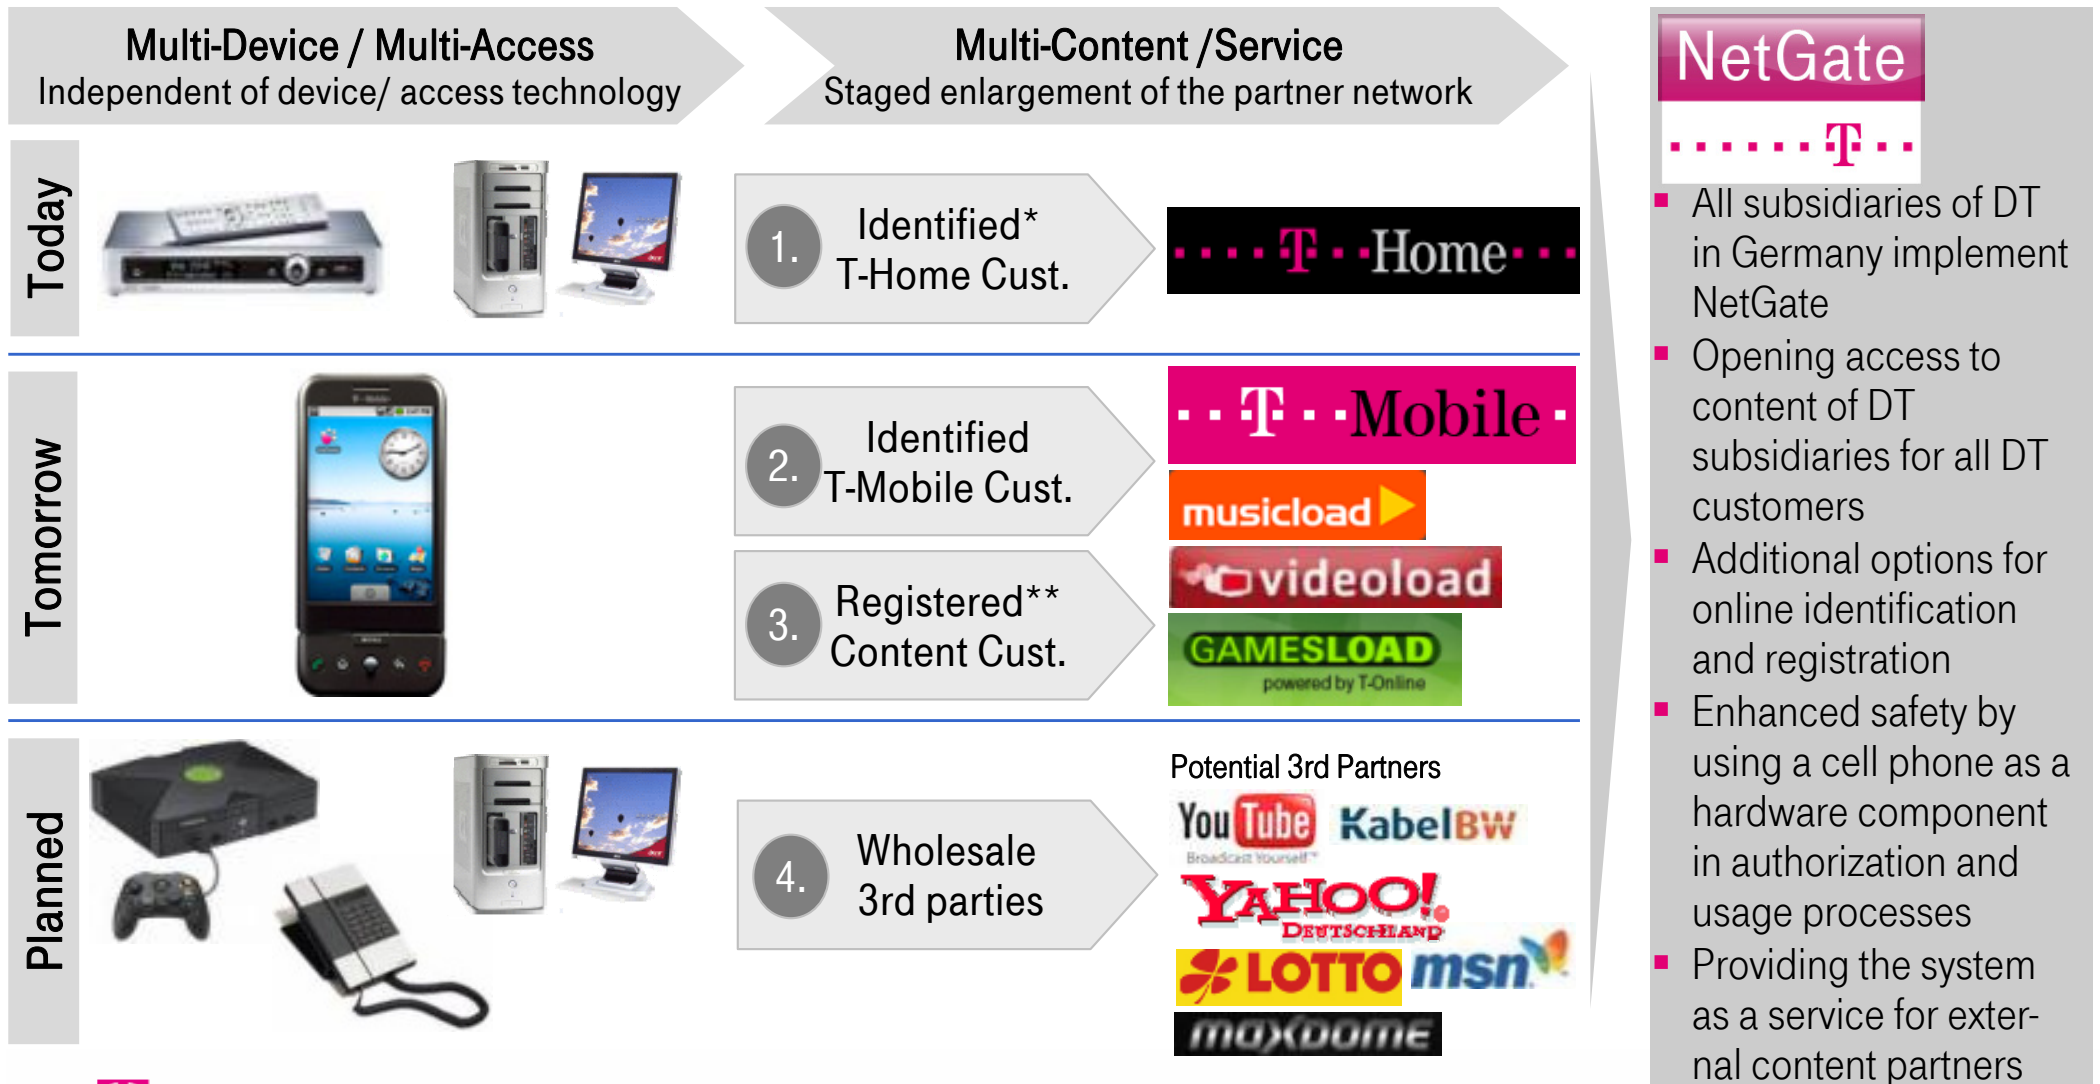 Multi-Device / Multi-Access
Independent of device/ access technology
Multi-Content /Service
Staged enlargement of the partner network
Today
1.
Identified*
T-Home Cust.
T Home
Tomorrow
2.
Identified
T-Mobile Cust.
T Mobile
musicload
videoload
3.
Registered**
Content Cust.
GAMESLOAD
powered by T-Online
Planned
4.
Wholesale
3rd parties
Potential 3rd Partners
YouTube
Broadcast Yourself™
KabelBW
YAHOO!
DEUTSCHLAND
LOTTO
msn
maxdome
NetGate
T
All subsidiaries of DT
in Germany implement
NetGate
Opening access to
content of DT
subsidiaries for all DT
customers
Additional options for
online identification
and registration
Enhanced safety by
using a cell phone as a
hardware component
in authorization and
usage processes
Providing the system
as a service for exter-
nal content partners